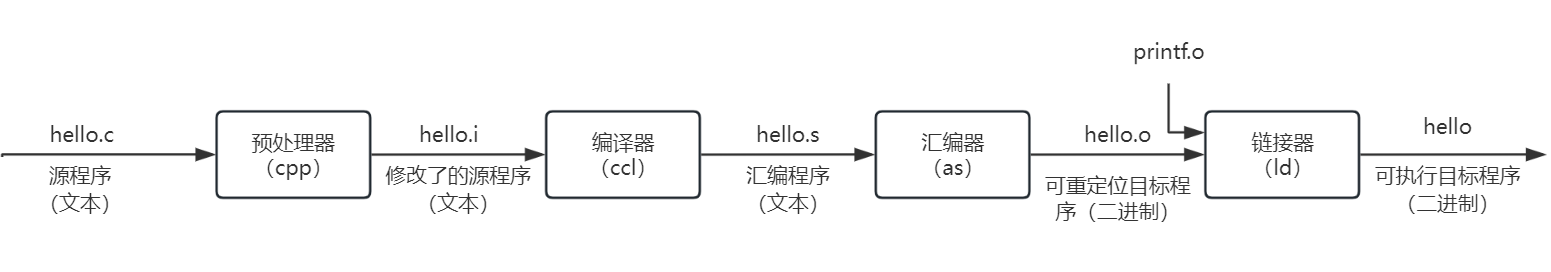 printf.o
hello.c
源程序
（文本）
预处理器
（cpp）
hello.i
修改了的源程序
（文本）
编译器
（ccl）
hello.s
汇编程序
（文本）
汇编器
（as）
hello.o
可重定位目标程
序（二进制）
链接器
（ld）
hello
可执行目标程序
（二进制）